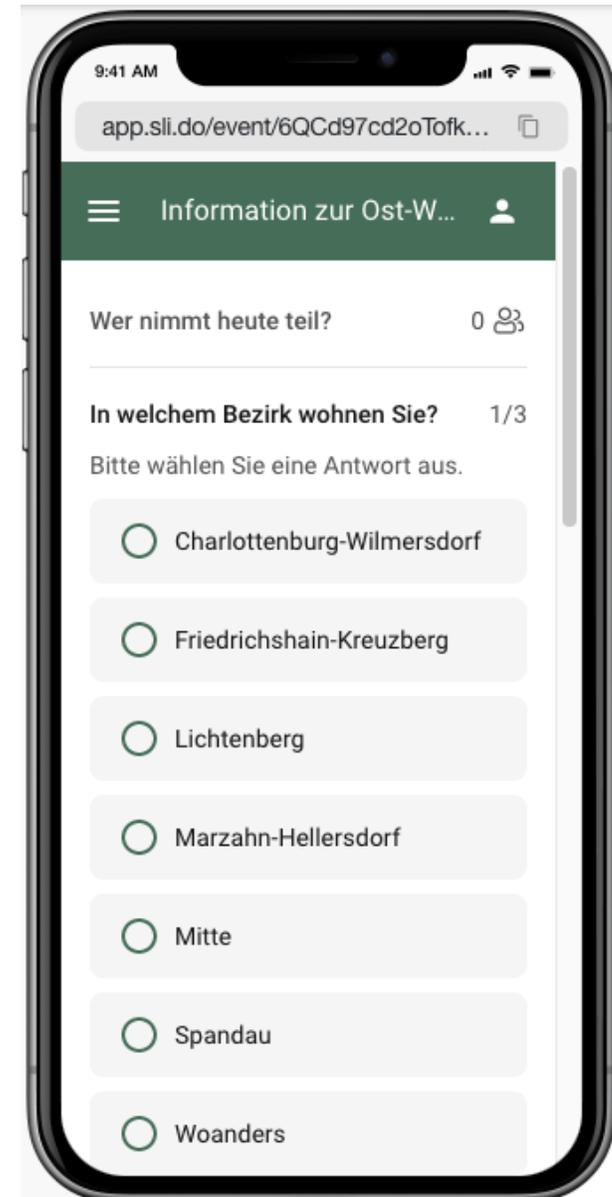 9:41 AM
app.sli.do/event/6QCd97cd2oTofk...
Information zur Ost-W...
Wer nimmt heute teil? 0
In welchem Bezirk wohnen Sie? 1/3
Bitte wählen Sie eine Antwort aus.
Charlottenburg-Wilmersdorf
Friedrichshain-Kreuzberg
Lichtenberg
Marzahn-Hellersdorf
Mitte
Spandau
Woanders